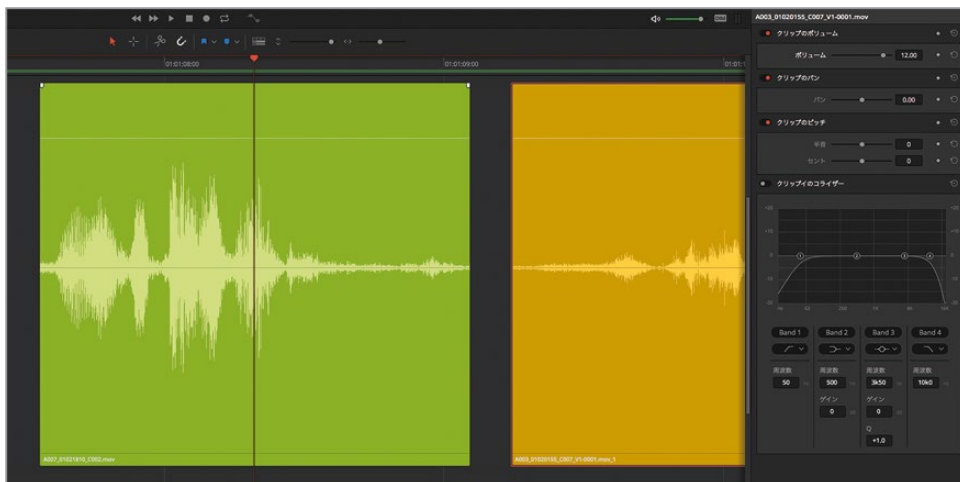 A003_01020155_C007_V1-0001.mov
クリップのボリューム
ボリューム 12.00
01:01:08:00 01:01:09:00
クリップのパン
パン 0.00
クリップのピッチ
半音 0
セント 0
クリップイのコライザー
Band 1 Band 2 Band 3 Band 4
周波数 周波数 周波数 周波数
50 500 3k50 10k0
ゲイン ゲイン
0 0
Q
+1.0
A007_01021610_C002.mov
A003_01020155_C007_V1-0001.mov_1